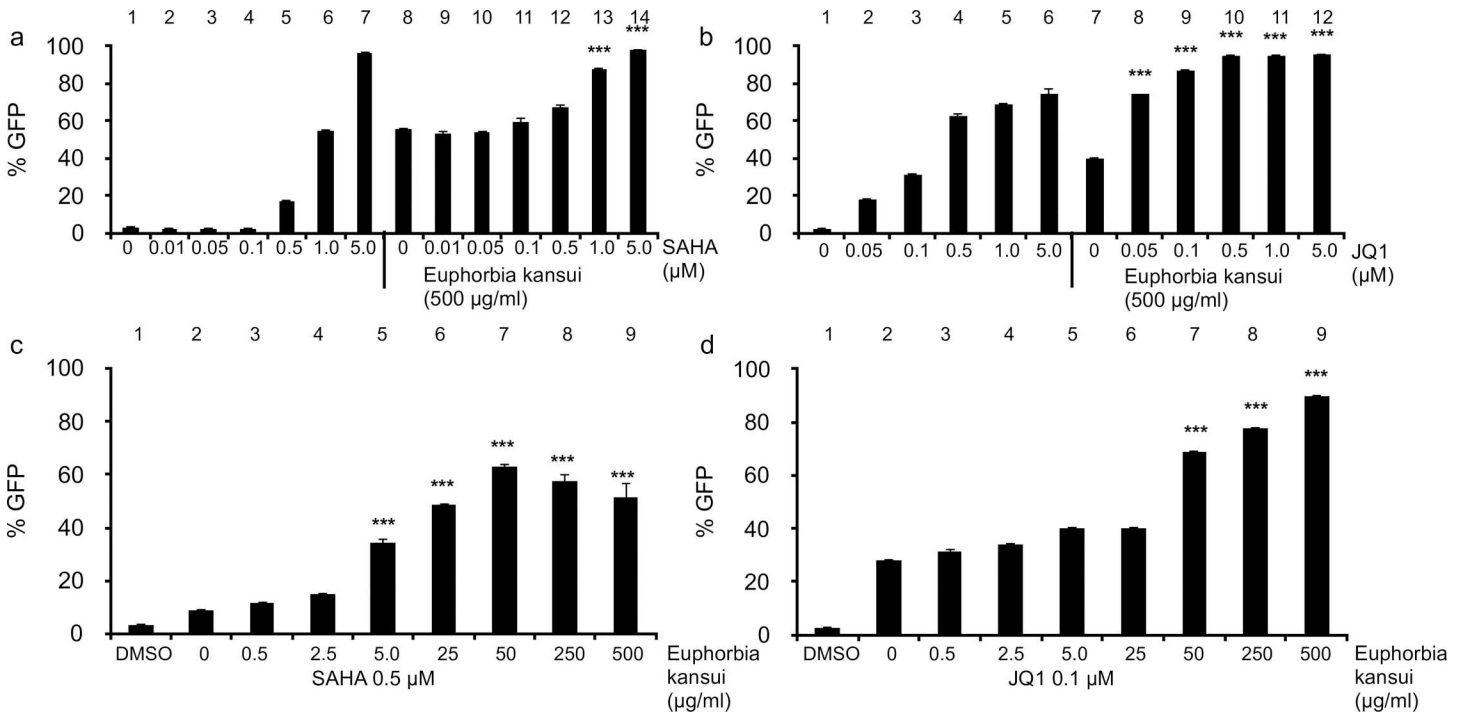 a
1 2 3 4 5 6 7 8 9 10 11 12 13 14
*** ***
% GFP
100
80
60
40
20
0
0 0.01 0.05 0.1 0.5 1.0 5.0 0 0.01 0.05 0.1 0.5 1.0 5.0 SAHA
(µM)
Euphorbia kansui
(500 µg/ml)
b
1 2 3 4 5 6 7 8 9 10 11 12
*** *** *** *** ***
% GFP
100
80
60
40
20
0
0 0.05 0.1 0.5 1.0 5.0 0 0.05 0.1 0.5 1.0 5.0 JQ1
(µM)
Euphorbia kansui
(500 µg/ml)
c
1 2 3 4 5 6 7 8 9
*** *** *** *** ***
% GFP
100
80
60
40
20
0
DMSO 0 0.5 2.5 5.0 25 50 250 500 Euphorbia
kansui
(µg/ml)
SAHA 0.5 µM
d
1 2 3 4 5 6 7 8 9
*** *** ***
% GFP
100
80
60
40
20
0
DMSO 0 0.5 2.5 5.0 25 50 250 500 Euphorbia
kansui
(µg/ml)
JQ1 0.1 µM